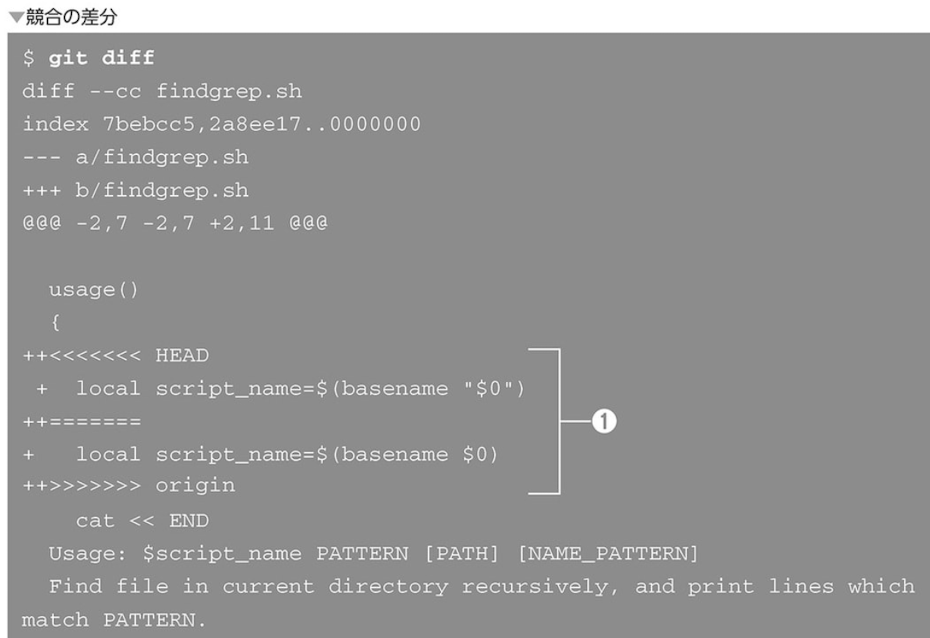 ▼競合の差分
$ git diff
diff --cc findgrep.sh
index 7bebcc5,2a8ee17..0000000
--- a/findgrep.sh
+++ b/findgrep.sh
@@@ -2,7 -2,7 +2,11 @@@
  usage()
  {
++<<<<<<< HEAD
 +  local script_name=$(basename "$0")
++=======
+   local script_name=$(basename $0)
++>>>>>>> origin
❶
    cat << END
  Usage: $script_name PATTERN [PATH] [NAME_PATTERN]
  Find file in current directory recursively, and print lines which
match PATTERN.